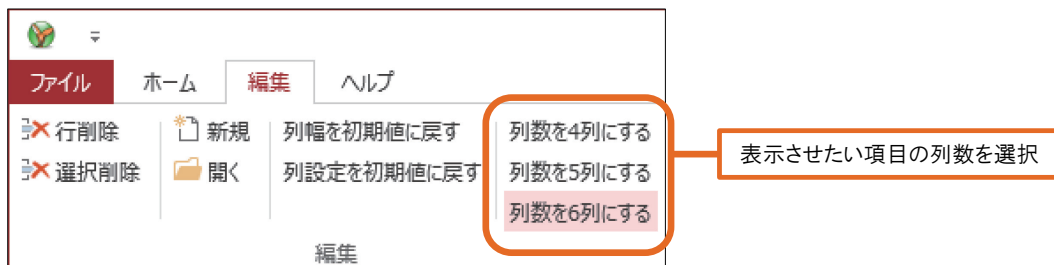 ファイル ホーム 編集 ヘルプ
行削除 新規 列幅を初期値に戻す 列数を4列にする
選択削除 開く 列設定を初期値に戻す 列数を5列にする
列数を6列にする
編集
表示させたい項目の列数を選択